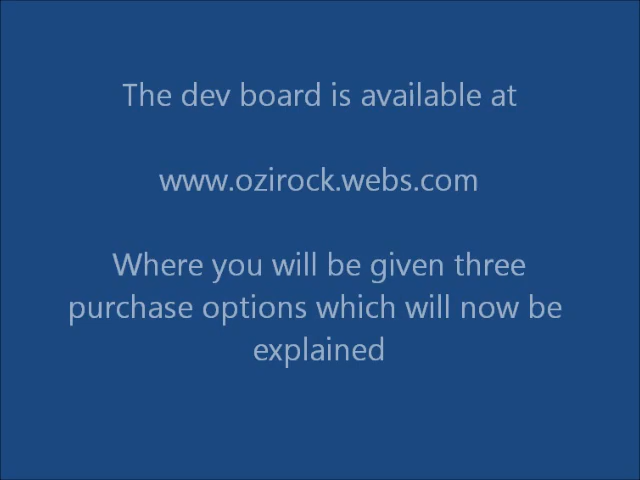 The dev board is available at
www.ozirock.webs.com
Where you will be given three
purchase options which will now be
explained